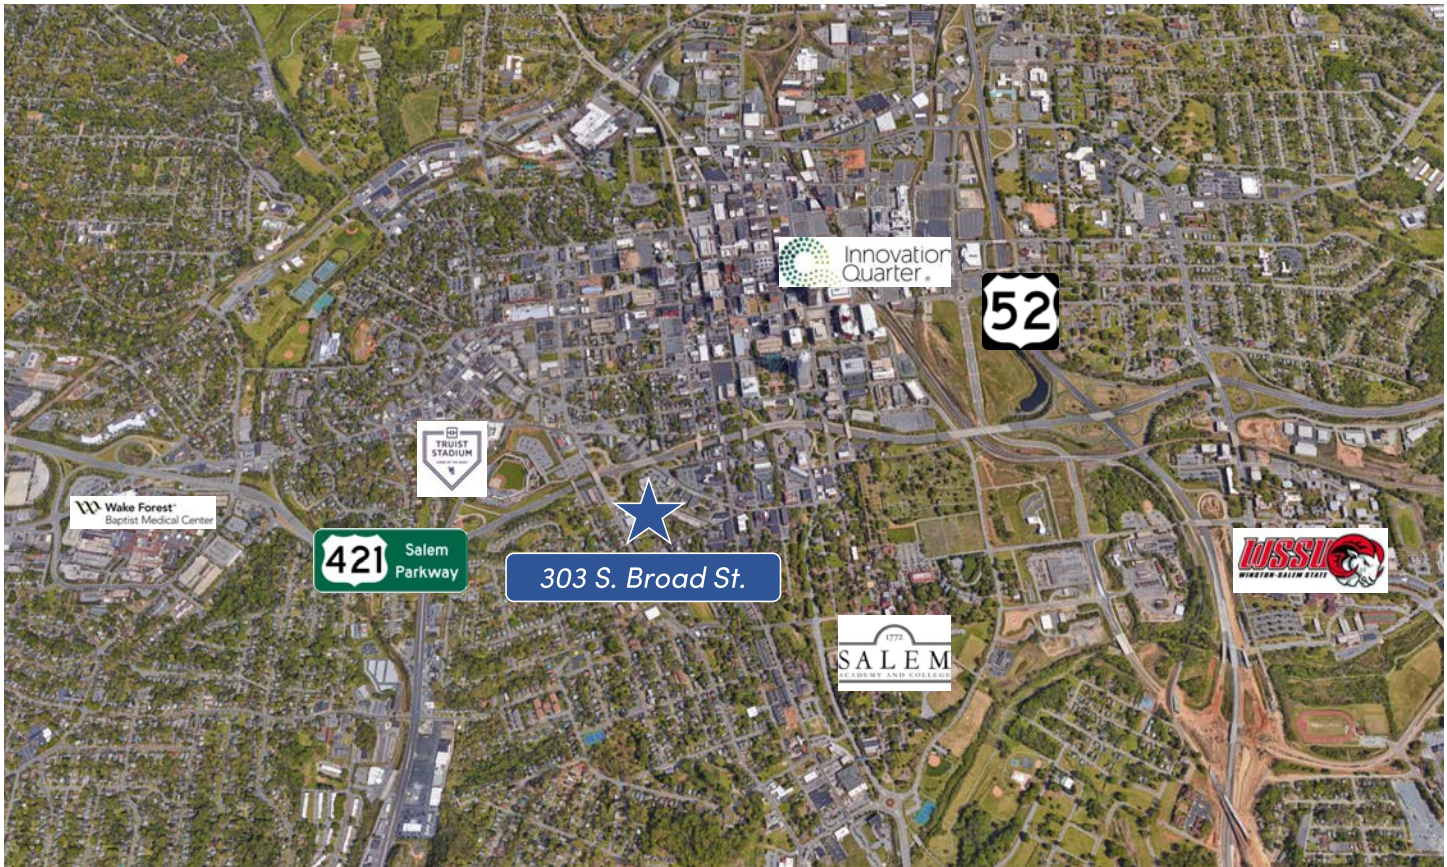 Innovation
Quarter
52
TRUIST
STADIUM
Wake Forest®
Baptist Medical Center
421
Salem
Parkway
303 S. Broad St.
WSSU
WINSTON-SALEM STATE
1772
SALEM
ACADEMY AND COLLEGE